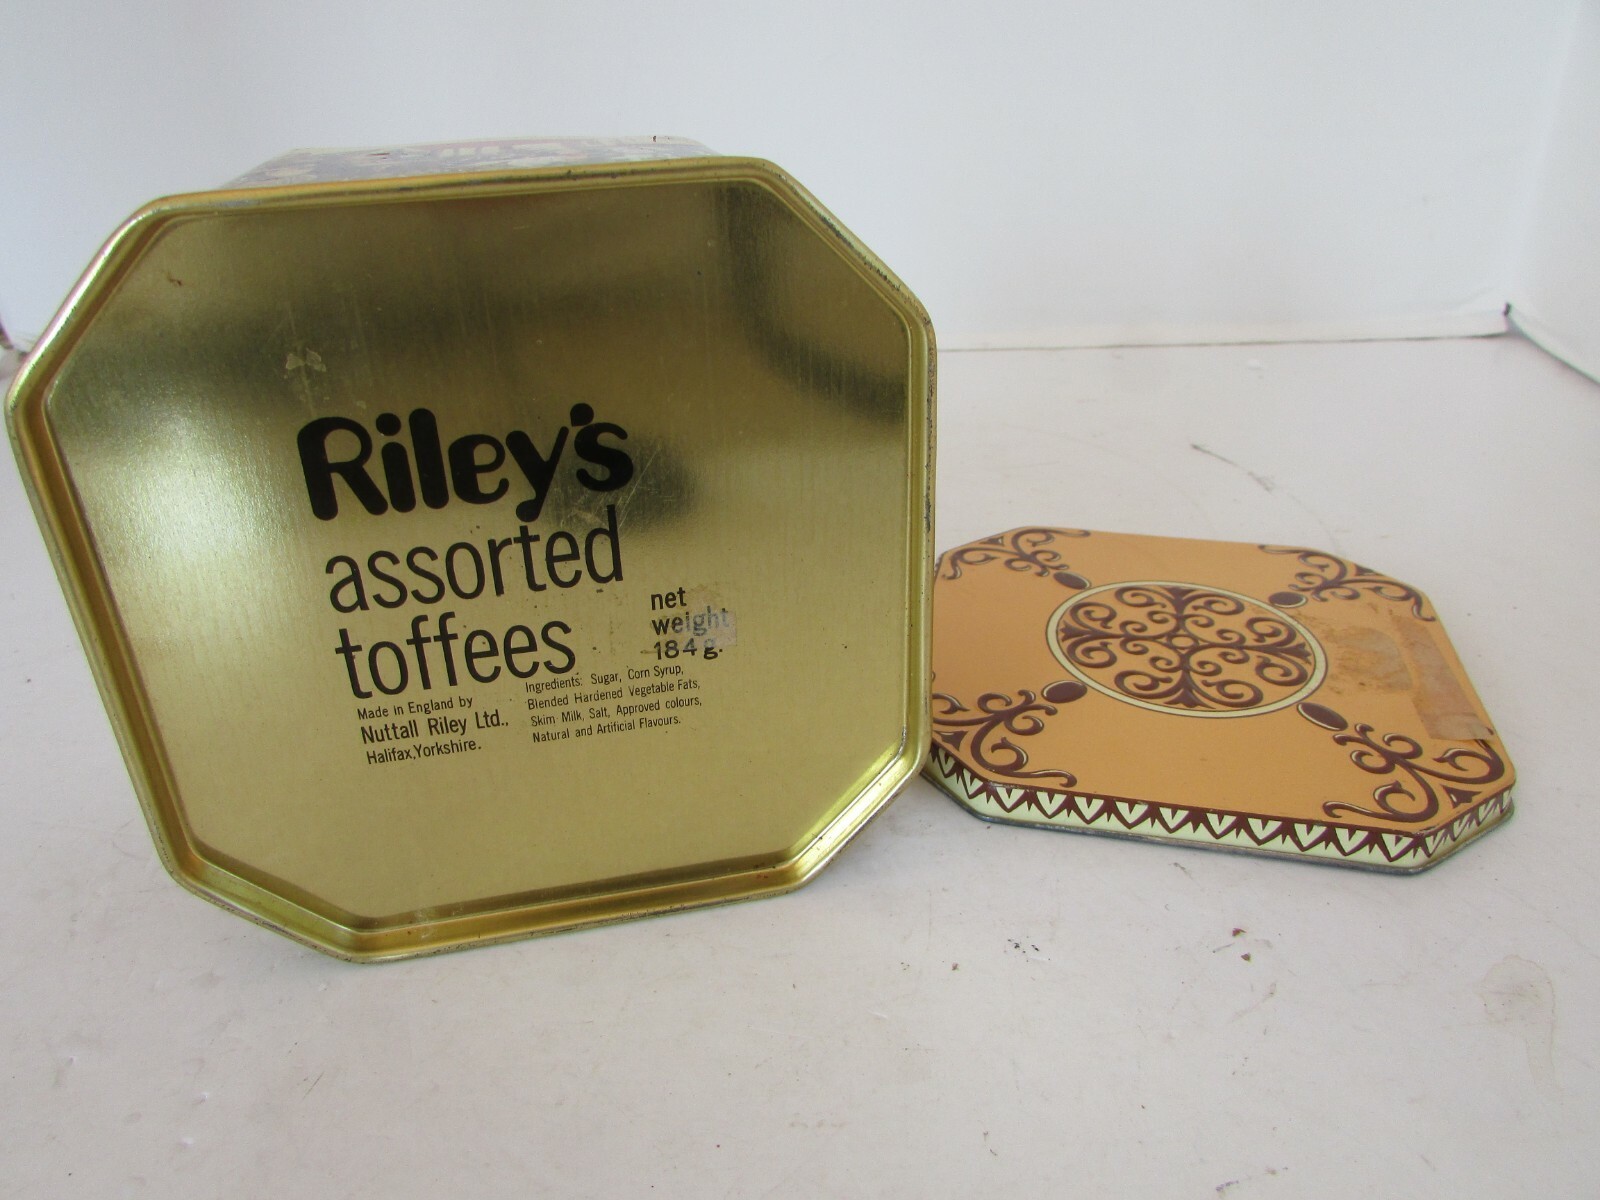 Riley's
assorted
toffees
net
weight
184g.
Made in England by
Nuttall Riley Ltd.,
Halifax, Yorkshire.
Ingredients: Sugar, Corn Syrup,
Blended Hardened Vegetable Fats,
Skim Milk, Salt, Approved colours,
Natural and Artificial Flavours.